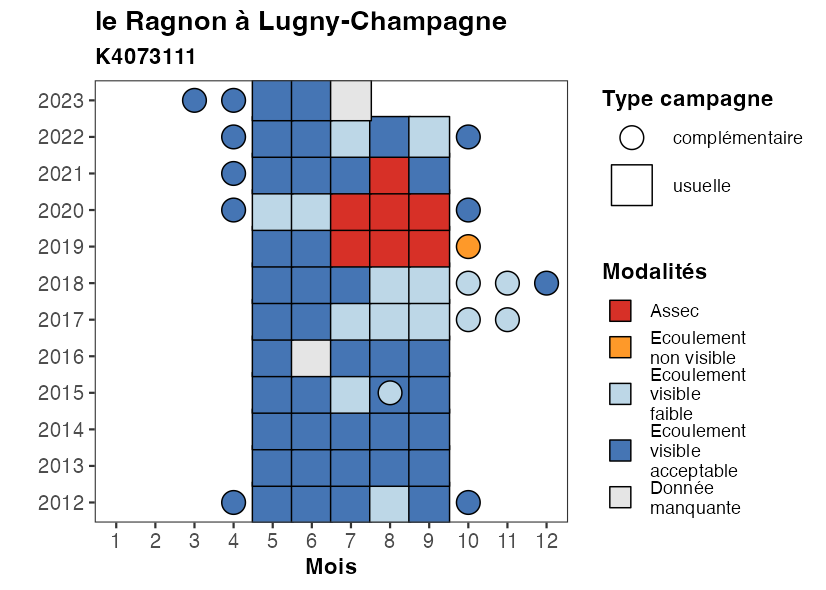 le Ragnon à Lugny-Champagne
K4073111
2023
2022
2021
2020
2019
2018
2017
2016
2015
2014
2013
2012
1 2 3 4 5 6 7 8 9 10 11 12
Mois
Type campagne
complémentaire
usuelle
Modalités
Assec
Ecoulement
non visible
Ecoulement
visible
faible
Ecoulement
visible
acceptable
Donnée
manquante